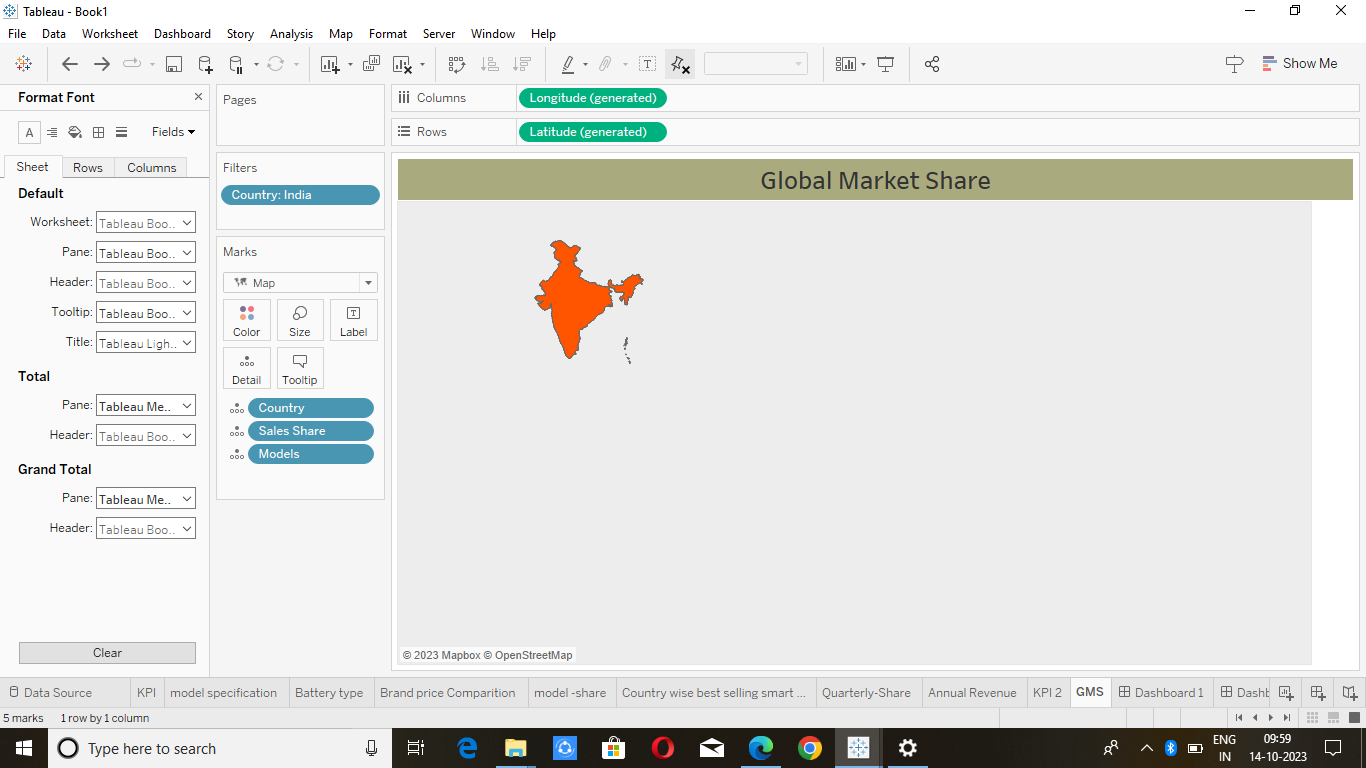 Tableau - Book1
File Data Worksheet Dashboard Story Analysis Map Format Server Window Help
Show Me
Format Font
Fields
Sheet Rows Columns
Default
Worksheet: Tableau Boo..
Pane: Tableau Boo..
Header: Tableau Boo..
Tooltip: Tableau Boo..
Title: Tableau Ligh..
Total
Pane: Tableau Me..
Header: Tableau Boo..
Grand Total
Pane: Tableau Me..
Header: Tableau Boo..
Clear
Pages
Filters
Country: India
Marks
Map
Color Size Label
Detail Tooltip
Country
Sales Share
Models
Columns Longitude (generated)
Rows Latitude (generated)
Global Market Share
© 2023 Mapbox © OpenStreetMap
Data Source KPI model specification Battery type Brand price Comparition model -share Country wise best selling smart ... Quarterly-Share Annual Revenue KPI 2 GMS Dashboard 1 Dashb
5 marks 1 row by 1 column
Type here to search
ENG
IN
09:59
14-10-2023